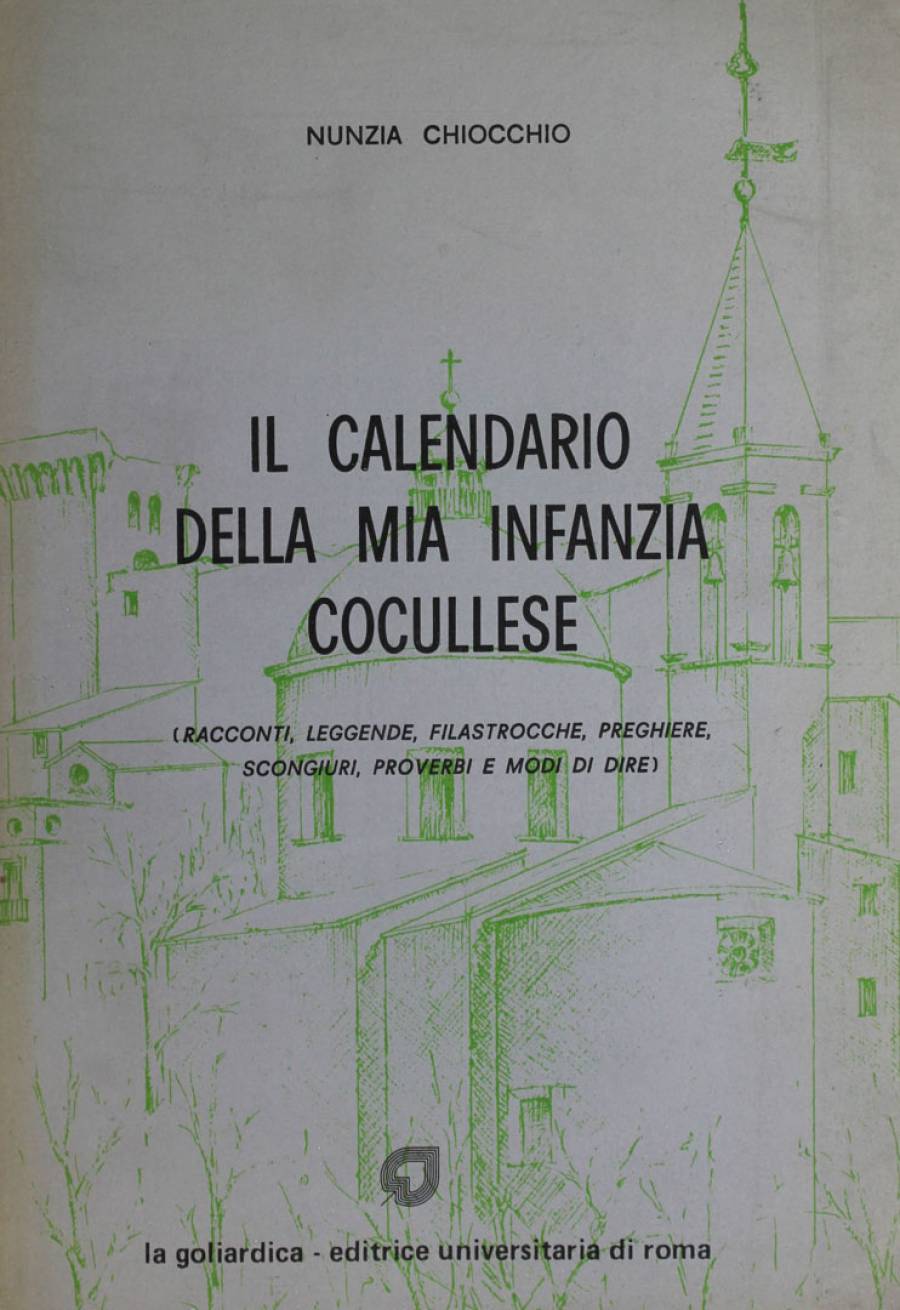 NUNZIA CHIOCCHIO
IL CALENDARIO
DELLA MIA INFANZIA
COCULLESE
(RACCONTI, LEGGENDE, FILASTROCCHE, PREGHIERE,
SCONGIURI, PROVERBI E MODI DI DIRE)
la goliardica - editrice universitaria di roma